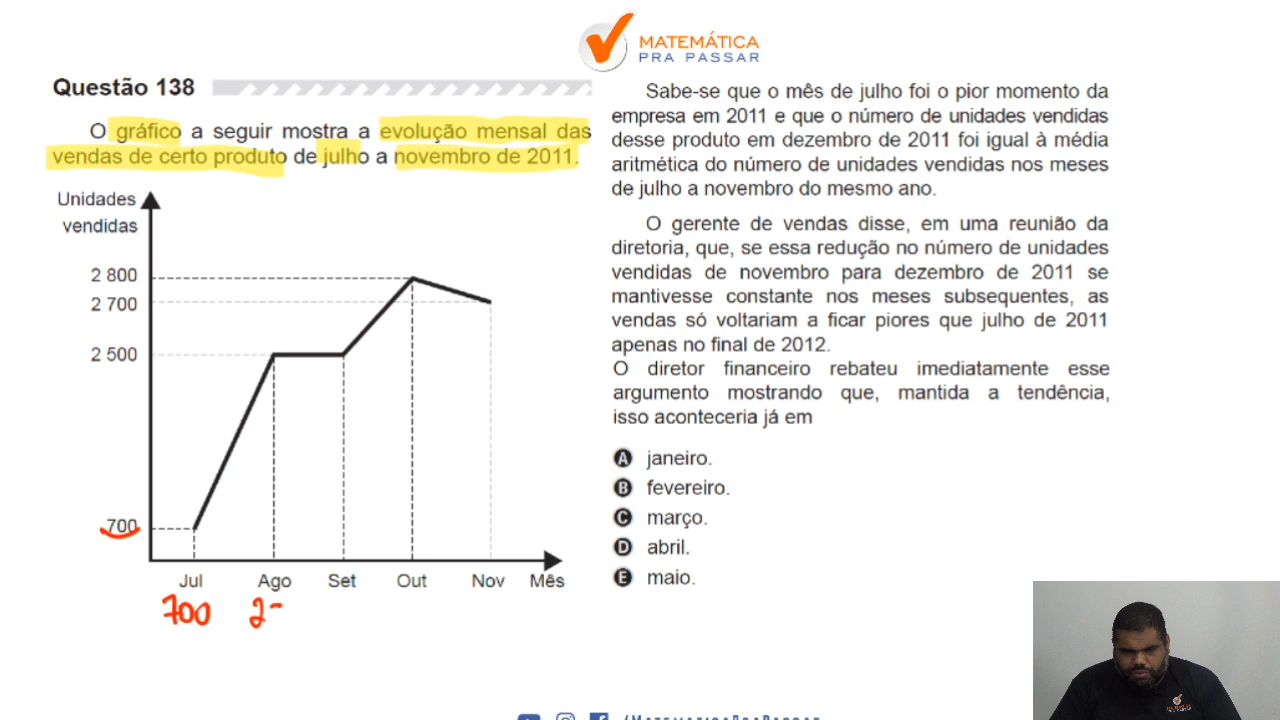 MATEMÁTICA
PRA PASSAR
Questão 138
O gráfico a seguir mostra a evolução mensal das
vendas de certo produto de julho a novembro de 2011.
Unidades
vendidas
2 800
2 700
2 500
700
Jul Ago Set Out Nov Mês
700
Sabe-se que o mês de julho foi o pior momento da
empresa em 2011 e que o número de unidades vendidas
desse produto em dezembro de 2011 foi igual à média
aritmética do número de unidades vendidas nos meses
de julho a novembro do mesmo ano.
O gerente de vendas disse, em uma reunião da
diretoria, que, se essa redução no número de unidades
vendidas de novembro para dezembro de 2011 se
mantivesse constante nos meses subsequentes, as
vendas só voltariam a ficar piores que julho de 2011
apenas no final de 2012.
O diretor financeiro rebateu imediatamente esse
argumento mostrando que, mantida a tendência,
isso aconteceria já em
A janeiro.
B fevereiro.
C março.
D abril.
E maio.
/MatematicaPraPassar